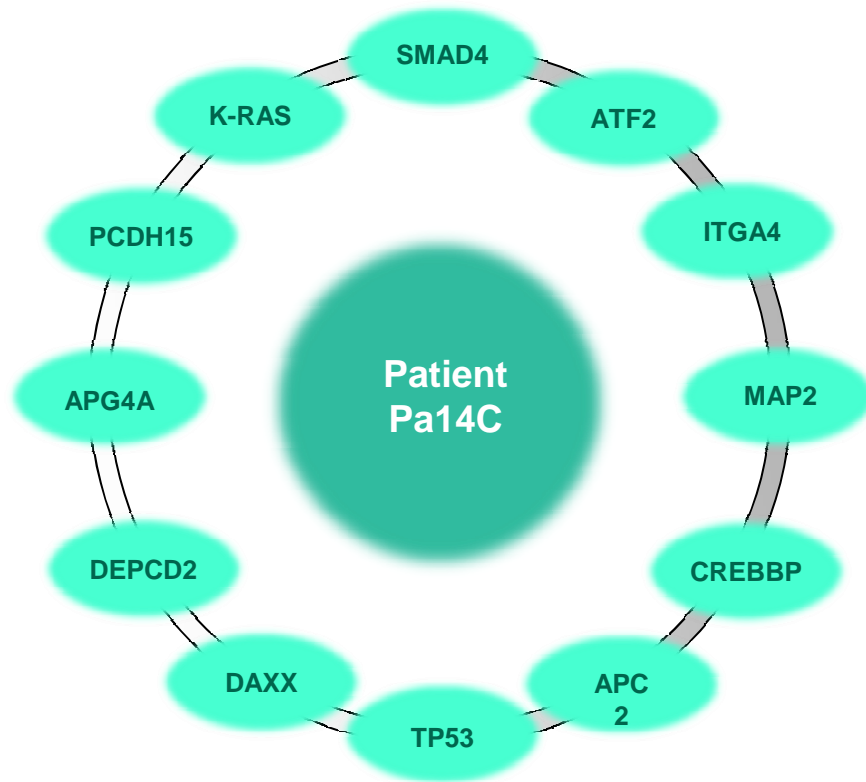 SMAD4
K-RAS
ATF2
PCDH15
ITGA4
Patient
Pa14C
APG4A
MAP2
DEPCD2
CREBBP
DAXX
APC
2
TP53